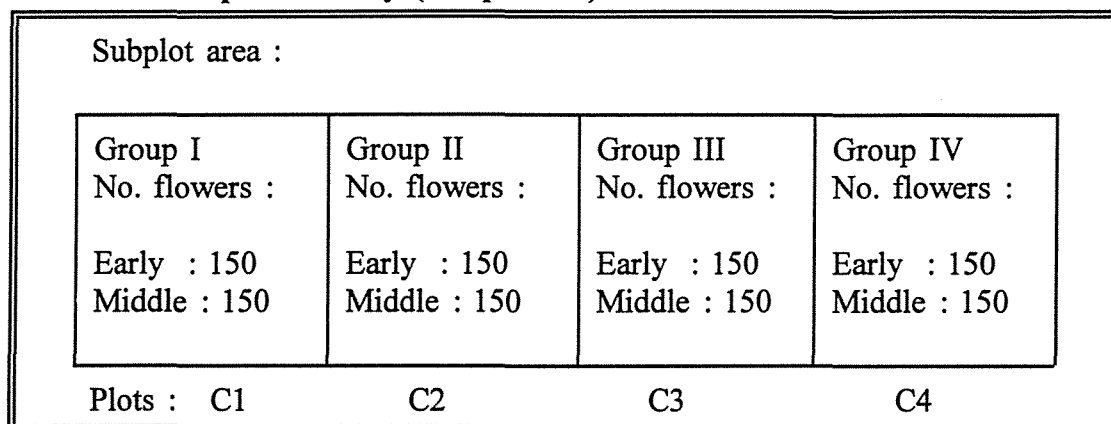 Subplot area :
Group I Group II Group III Group IV
No. flowers : No. flowers : No. flowers : No. flowers :
Early : 150 Early : 150 Early : 150 Early : 150
Middle : 150 Middle : 150 Middle : 150 Middle : 150
Plots : C1 C2 C3 C4